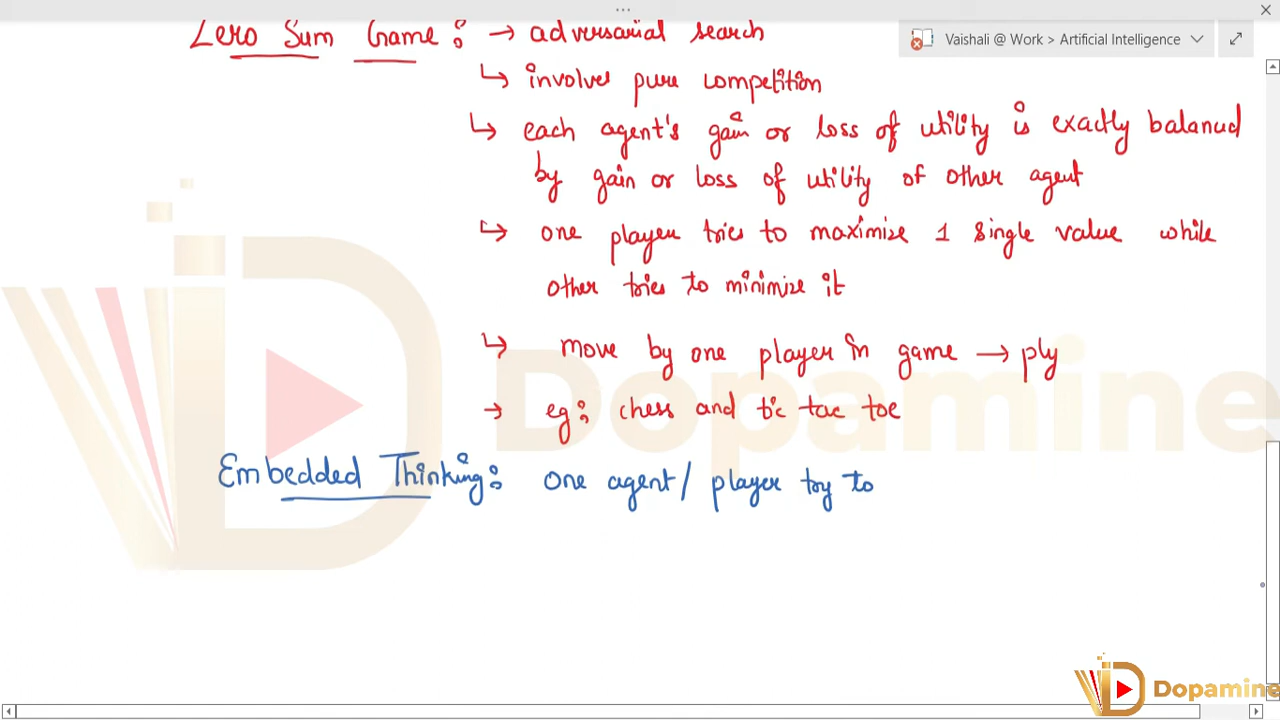 Zero Sum Game : → adversarial search
Vaishali @ Work > Artificial Intelligence
↳ involves pure competition
↳ each agent's gain or loss of utility is exactly balanced
by gain or loss of utility of other agent
↳ one player tries to maximize 1 single value while
other tries to minimize it
↳ move by one player in game → ply
→ eg: chess and tic tac toe
Embedded Thinking: one agent/ player try to
Dopamine
Dopamine